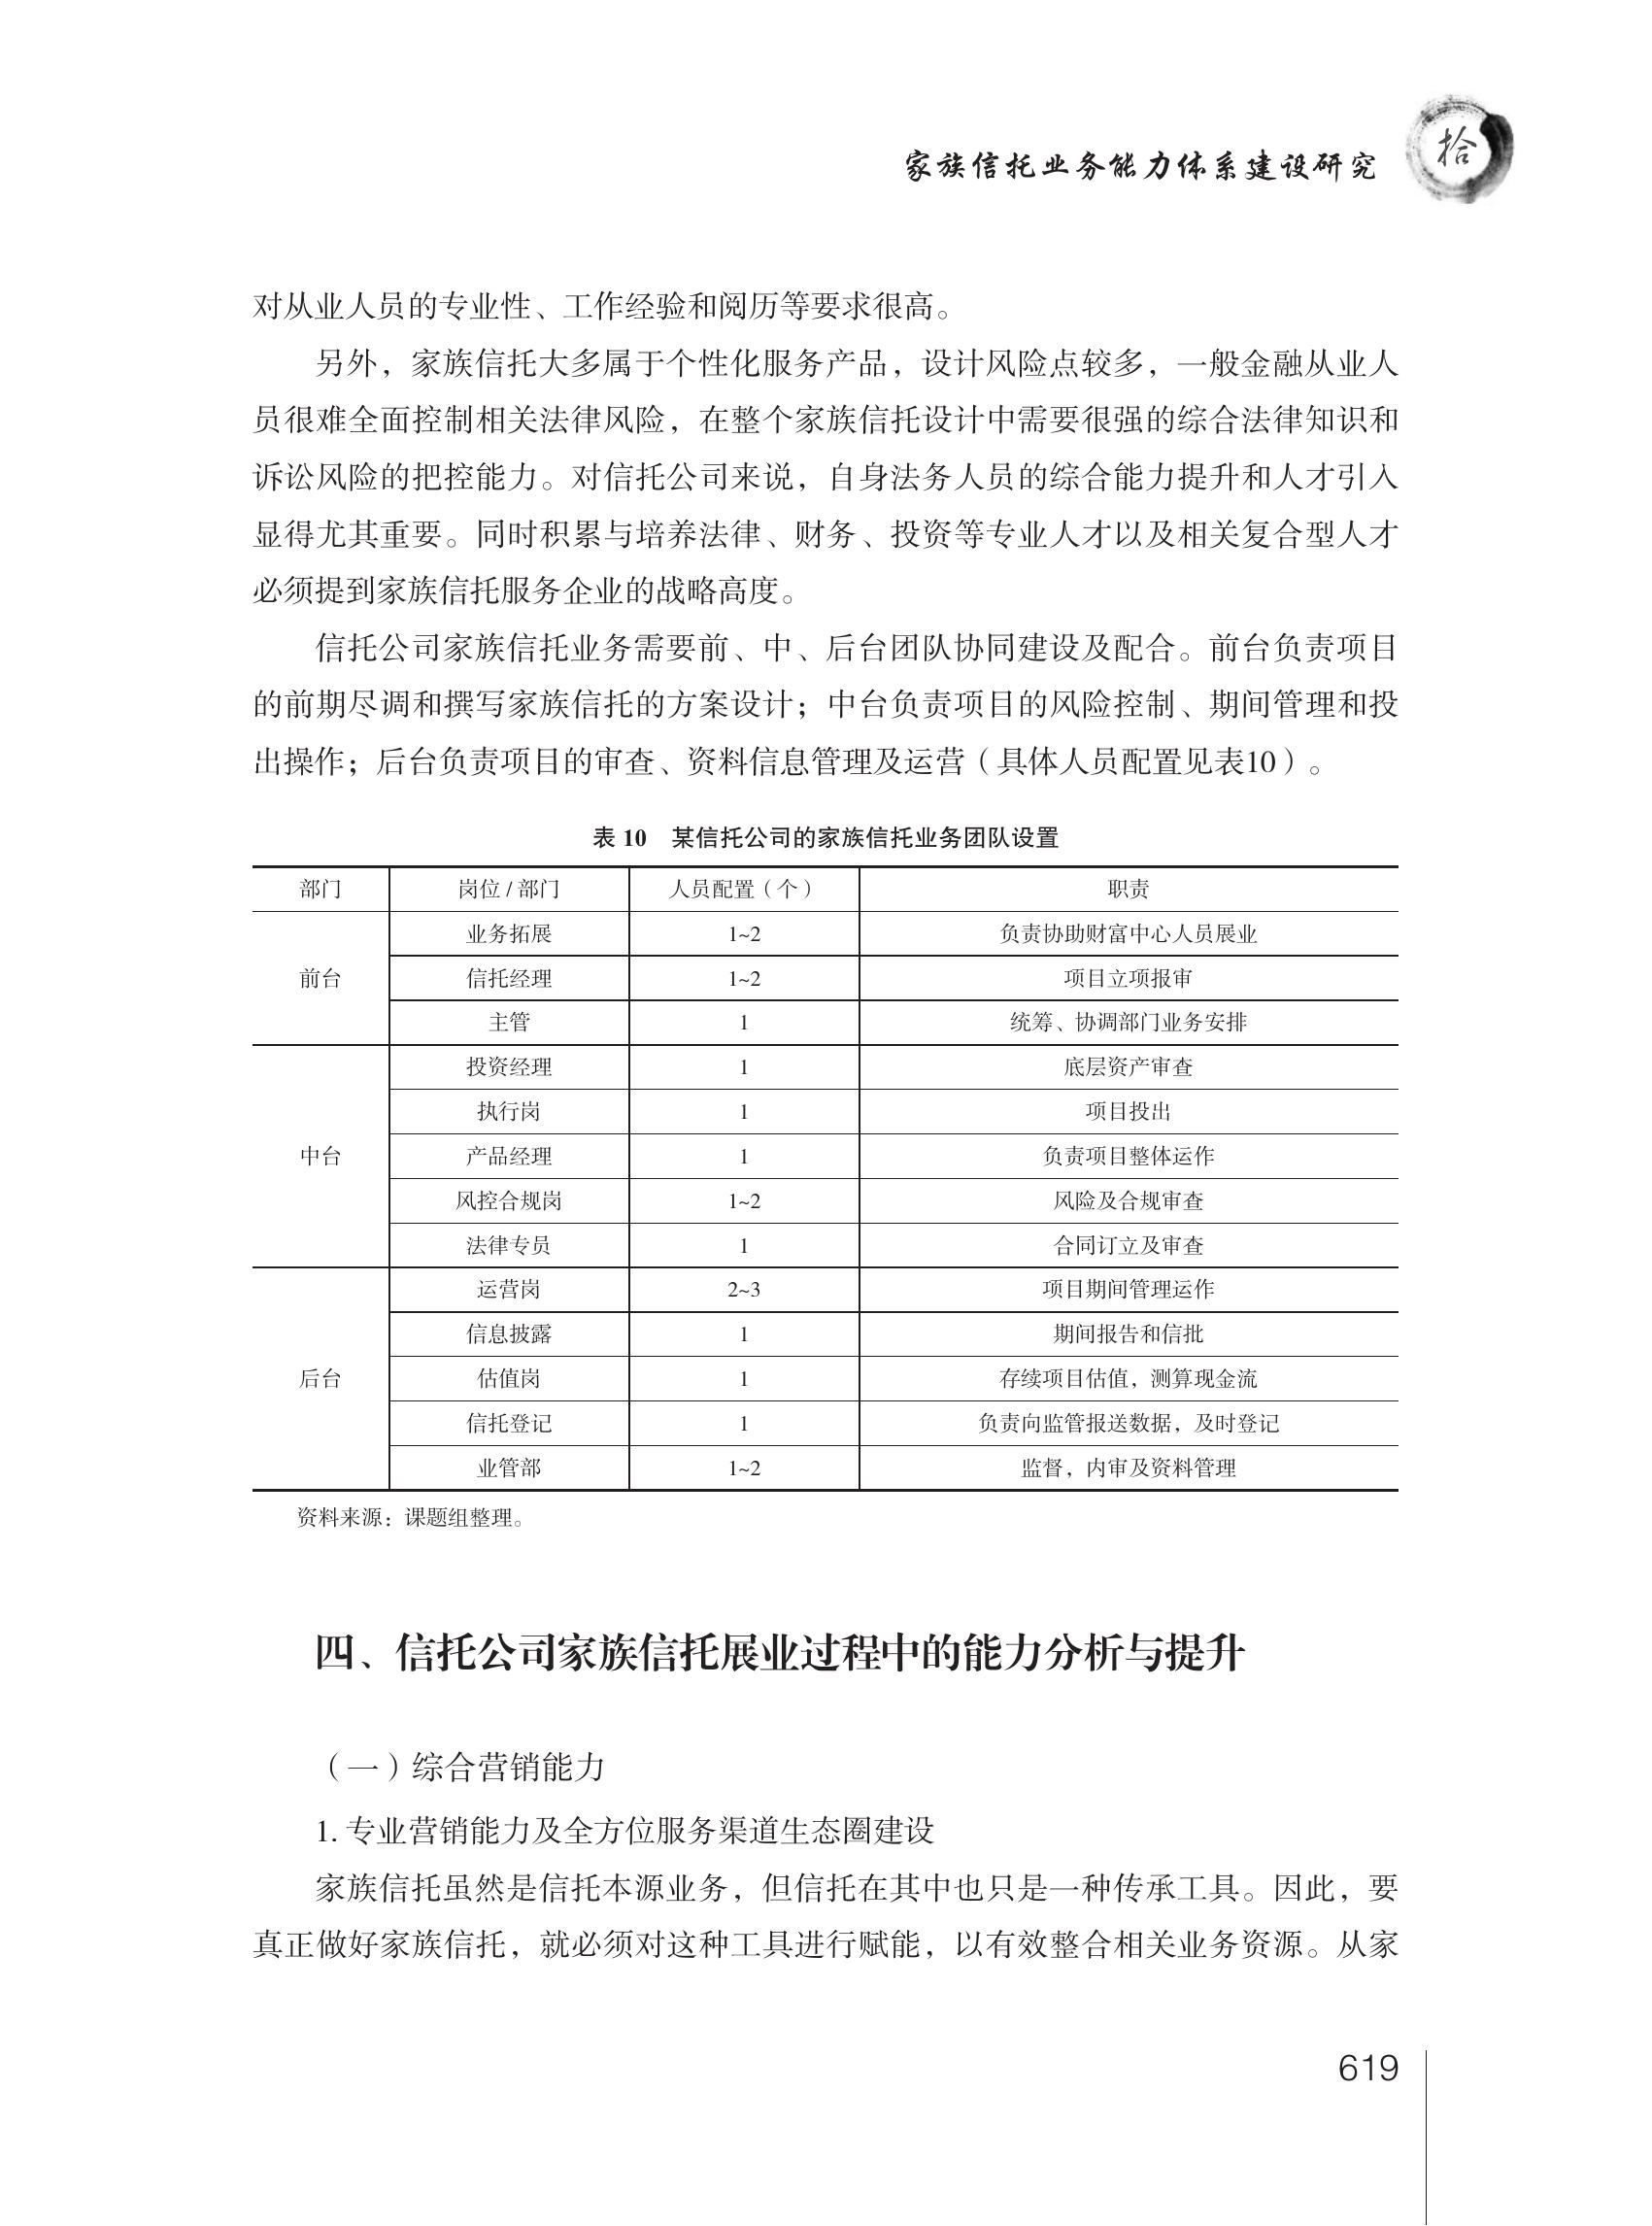 家族信托业务能力体系建设研究
拾
对从业人员的专业性、工作经验和阅历等要求很高。
另外，家族信托大多属于个性化服务产品，设计风险点较多，一般金融从业人
员很难全面控制相关法律风险，在整个家族信托设计中需要很强的综合法律知识和
诉讼风险的把控能力。对信托公司来说，自身法务人员的综合能力提升和人才引入
显得尤其重要。同时积累与培养法律、财务、投资等专业人才以及相关复合型人才
必须提到家族信托服务企业的战略高度。
信托公司家族信托业务需要前、中、后台团队协同建设及配合。前台负责项目
的前期尽调和撰写家族信托的方案设计；中台负责项目的风险控制、期间管理和投
出操作；后台负责项目的审查、资料信息管理及运营（具体人员配置见表10）。
表 10 某信托公司的家族信托业务团队设置
部门 岗位 / 部门 人员配置（个） 职责
前台 业务拓展 1~2 负责协助财富中心人员展业
信托经理 1~2 项目立项报审
主管 1 统筹、协调部门业务安排
中台 投资经理 1 底层资产审查
执行岗 1 项目投出
产品经理 1 负责项目整体运作
风控合规岗 1~2 风险及合规审查
法律专员 1 合同订立及审查
后台 运营岗 2~3 项目期间管理运作
信息披露 1 期间报告和信批
估值岗 1 存续项目估值，测算现金流
信托登记 1 负责向监管报送数据，及时登记
业管部 1~2 监督，内审及资料管理
资料来源：课题组整理。
四、信托公司家族信托展业过程中的能力分析与提升
（一）综合营销能力
1. 专业营销能力及全方位服务渠道生态圈建设
家族信托虽然是信托本源业务，但信托在其中也只是一种传承工具。因此，要
真正做好家族信托，就必须对这种工具进行赋能，以有效整合相关业务资源。从家
619